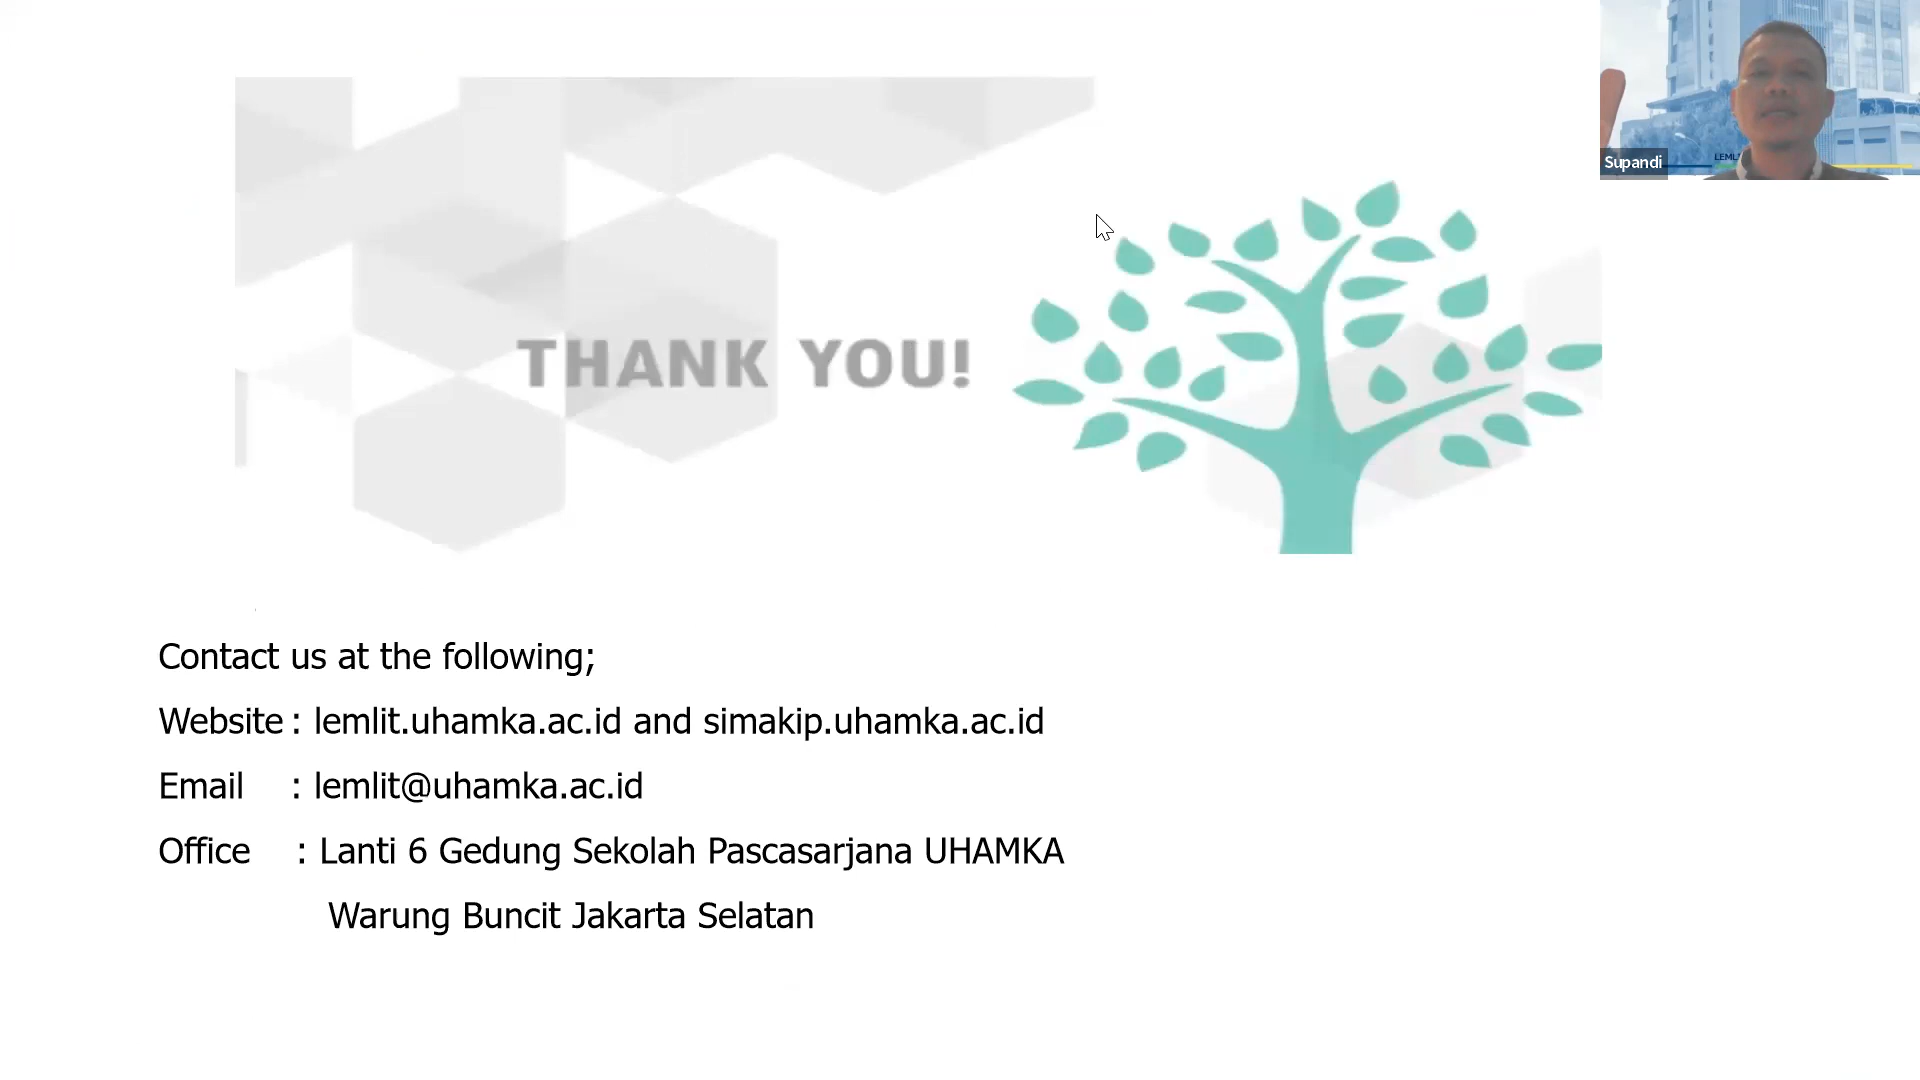 THANK YOU!
Supandi
Contact us at the following;
Website : lemlit.uhamka.ac.id and simakip.uhamka.ac.id
Email : lemlit@uhamka.ac.id
Office : Lanti 6 Gedung Sekolah Pascasarjana UHAMKA
Warung Buncit Jakarta Selatan